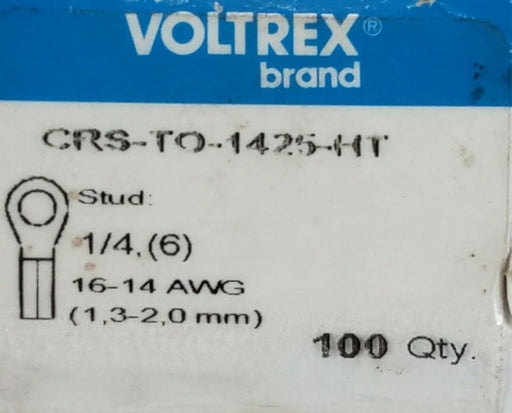 VOLTREX®
brand
CRS-TO-1425-HT
Stud:
1/4,(6)
16-14 AWG
(1,3-2,0 mm)
100 Qty.